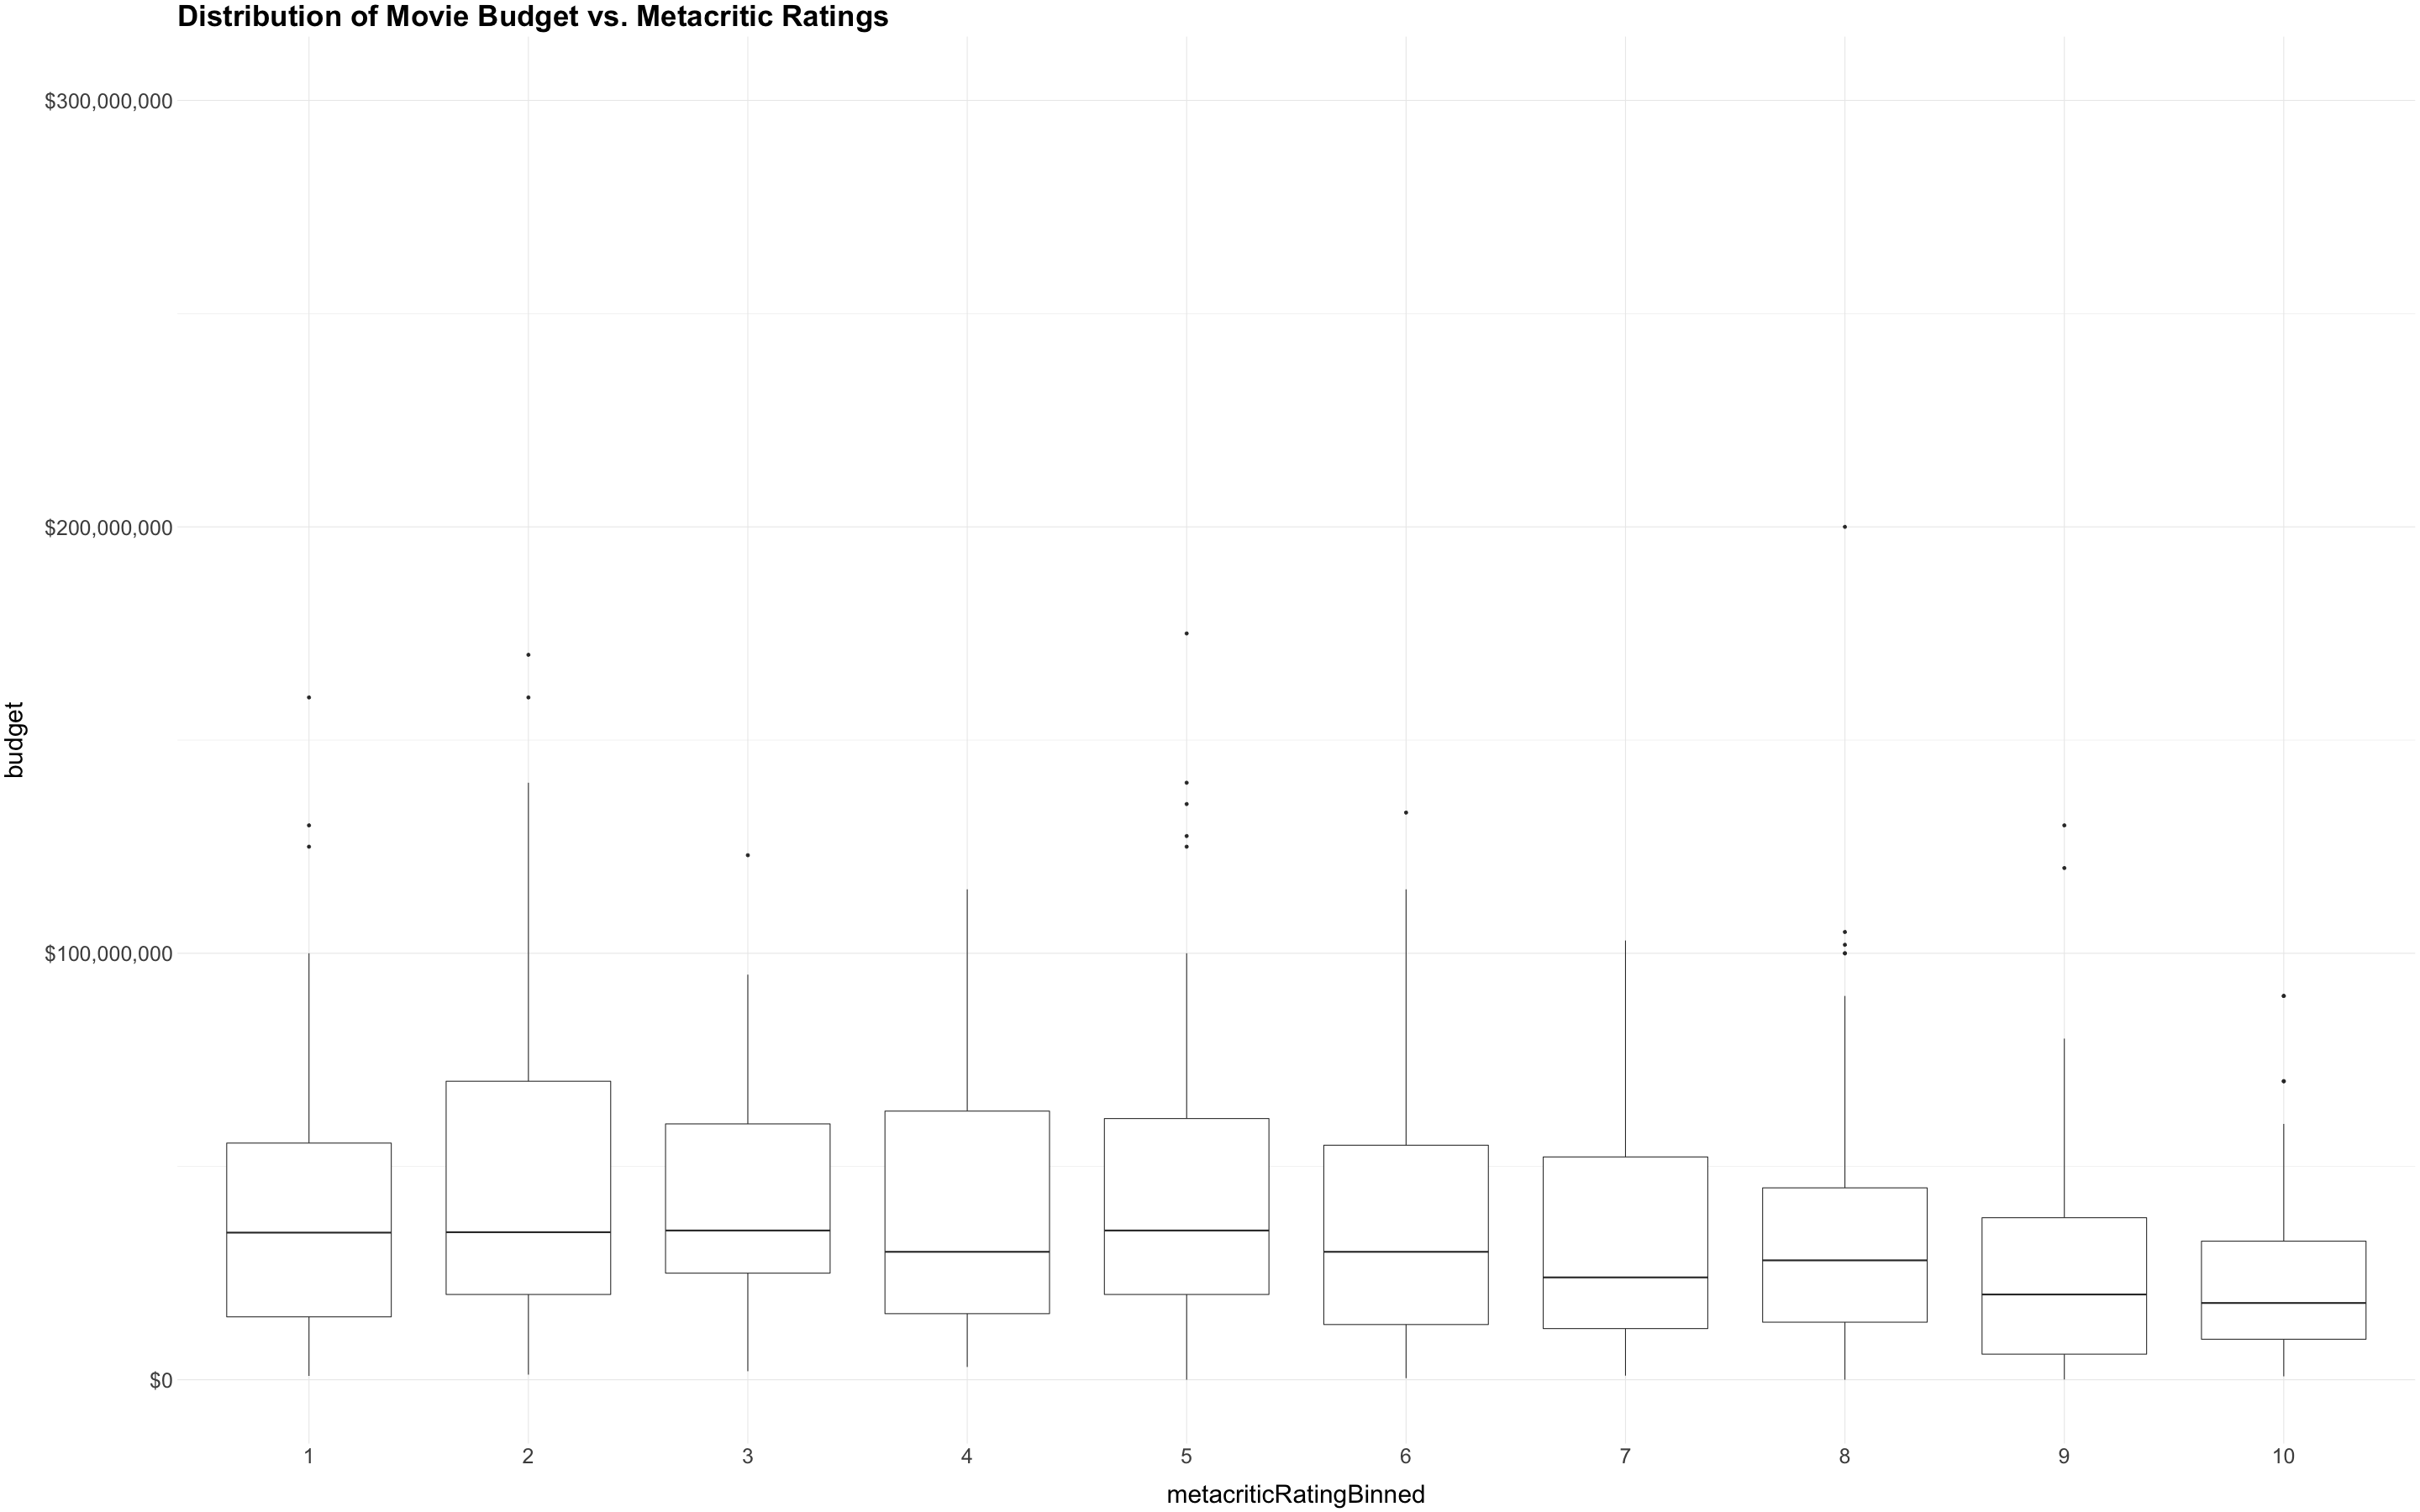 Distribution of Movie Budget vs. Metacritic Ratings
$300,000,000
$200,000,000
budget
$100,000,000
$0
1 2 3 4 5 6 7 8 9 10
metacriticRatingBinned